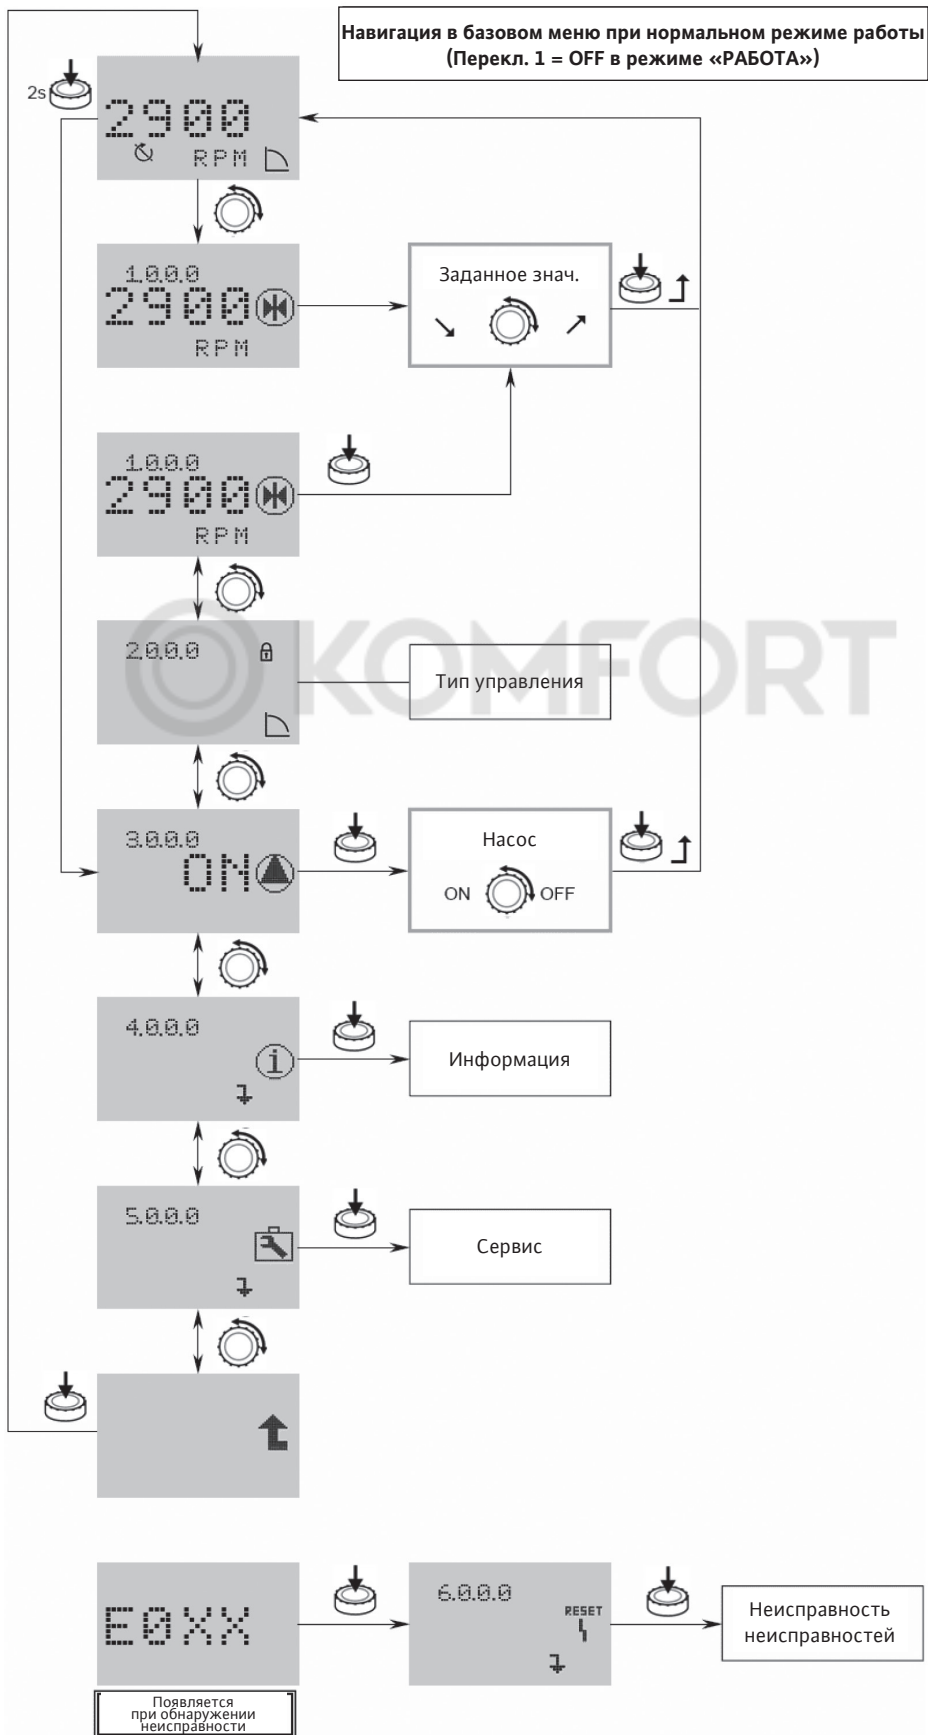 Навигация в базовом меню при нормальном режиме работы
(Перекл. 1 = OFF в режиме «РАБОТА»)
2s
2900
RPM
1.0.0.0
2900
RPM
Заданное знач.
1.0.0.0
2900
RPM
KOMFORT
2.0.0.0
Тип управления
3.0.0.0
ON
Насос
ON
OFF
4.0.0.0
i
Информация
5.0.0.0
Сервис
E0XX
6.0.0.0
RESET
Неисправность
неисправностей
Появляется
при обнаружении
неисправности